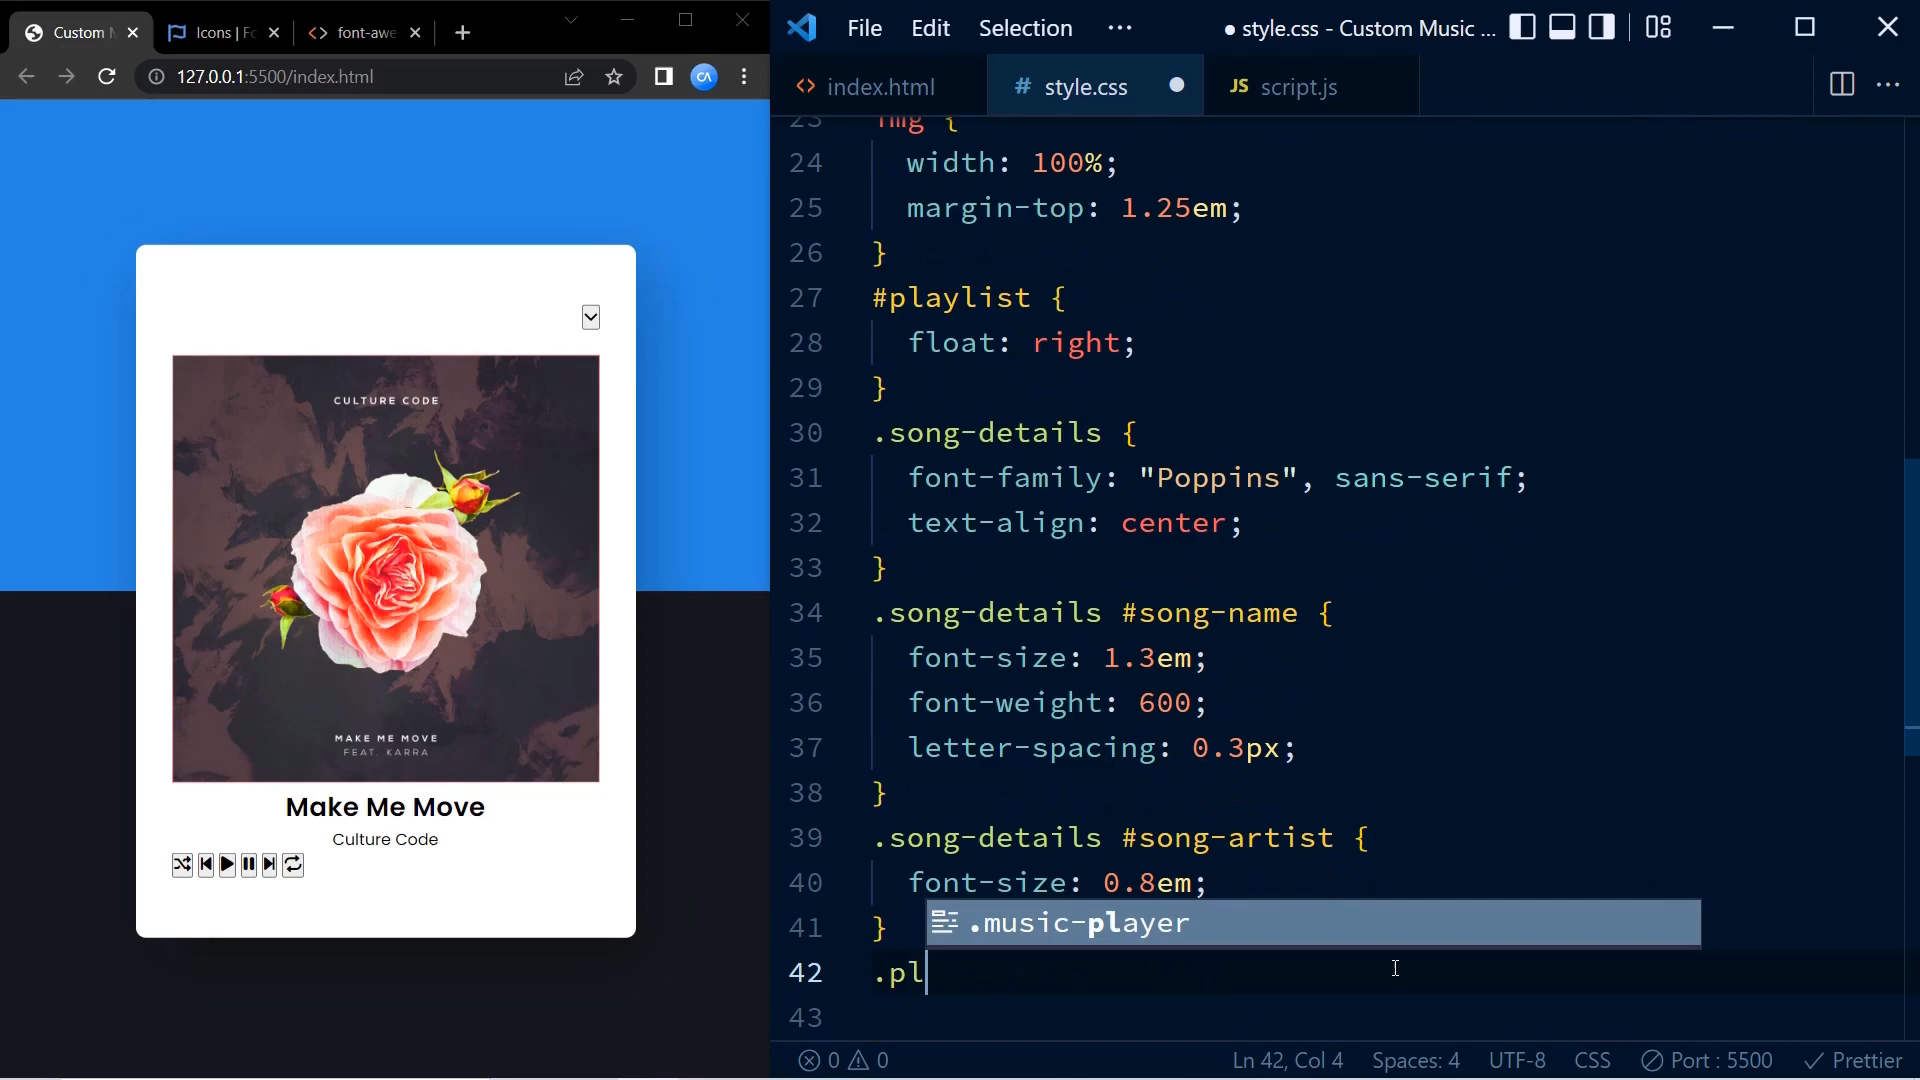 Custom
Icons | Fo
font-awe
127.0.0.1:5500/index.html
CA
CULTURE CODE
MAKE ME MOVE
FEAT. KARRA
Make Me Move
Culture Code
File Edit Selection ··· ● style.css - Custom Music ...
<> index.html # style.css ● JS script.js
23 img {
24 width: 100%;
25 margin-top: 1.25em;
26 }
27 #playlist {
28 float: right;
29 }
30 .song-details {
31 font-family: "Poppins", sans-serif;
32 text-align: center;
33 }
34 .song-details #song-name {
35 font-size: 1.3em;
36 font-weight: 600;
37 letter-spacing: 0.3px;
38 }
39 .song-details #song-artist {
40 font-size: 0.8em;
41 }
.music-player
42 .pl
43
0 0 Ln 42, Col 4 Spaces: 4 UTF-8 CSS Port : 5500 Prettier